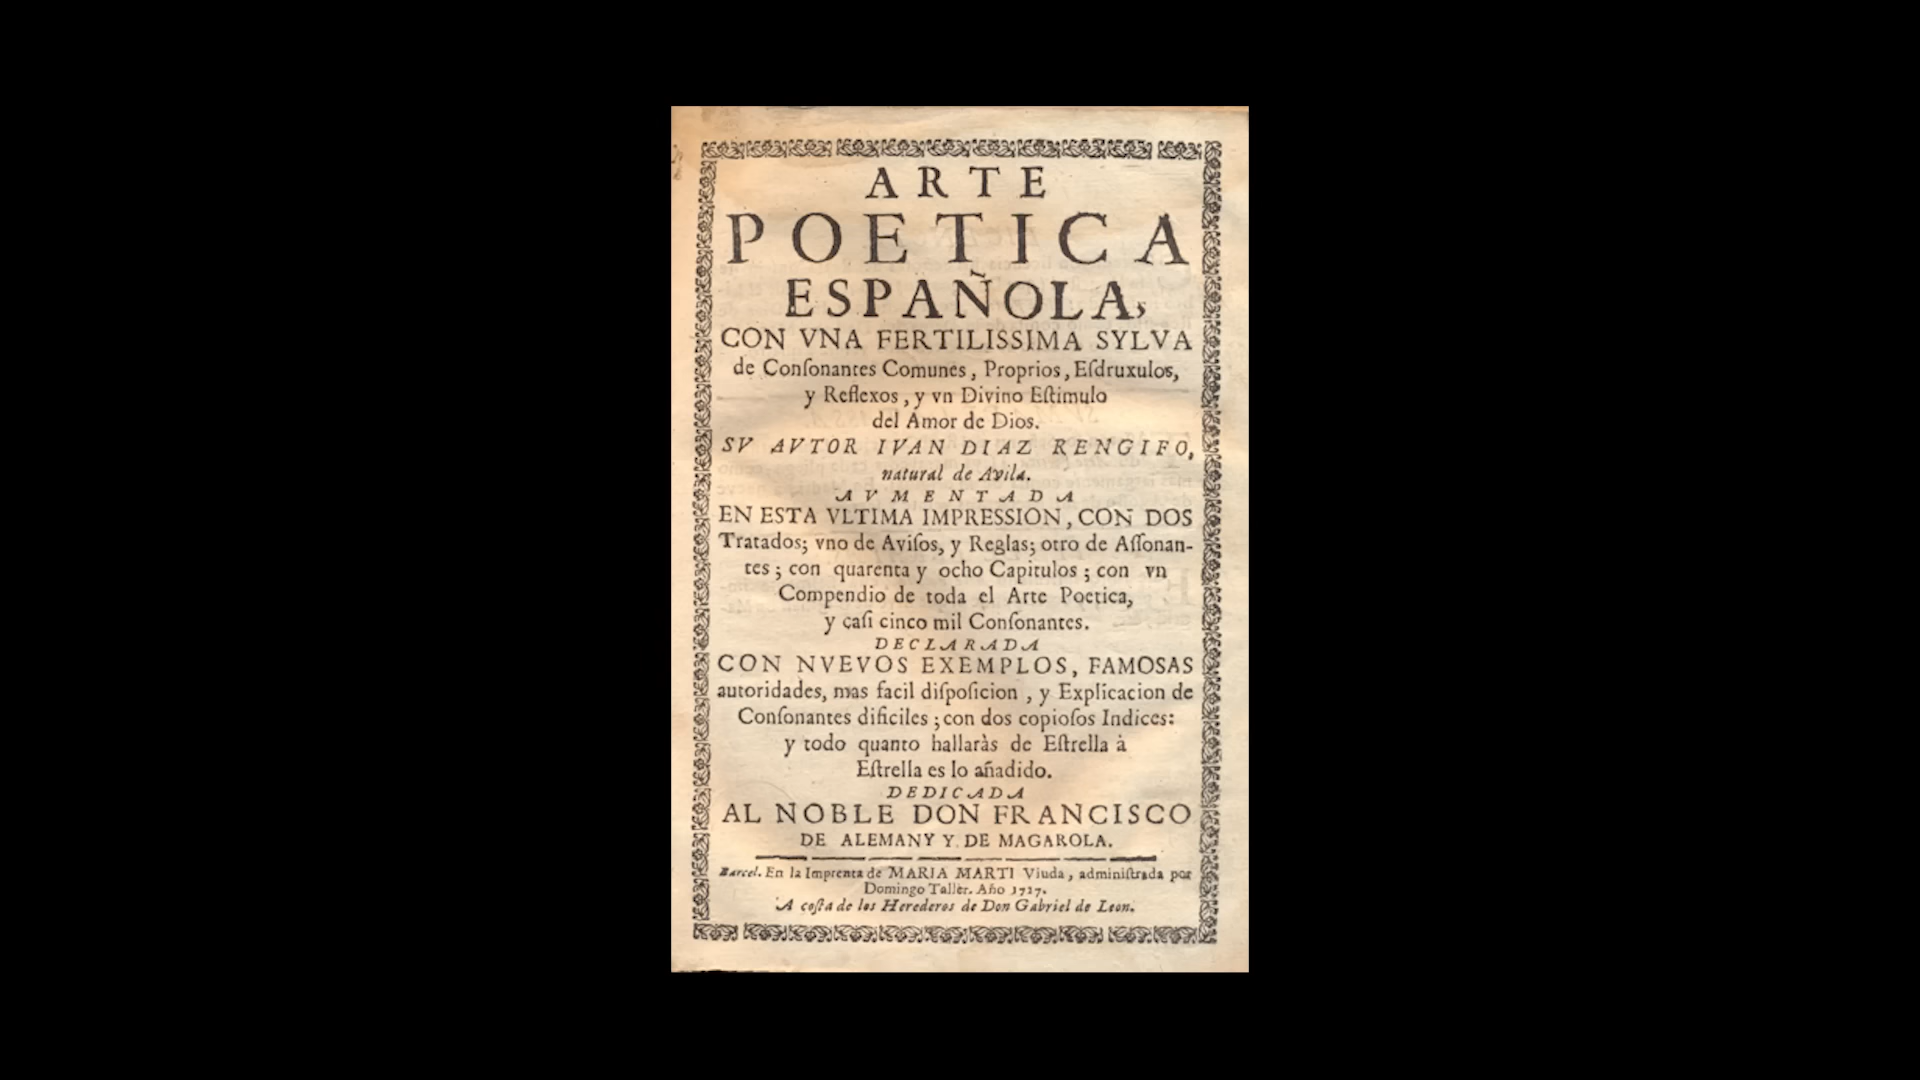 ARTE
POETICA
ESPAÑOLA,
CON VNA FERTILISSIMA SYLVA
de Conſonantes Comunes, Proprios, Eſdruxulos,
y Reflexos, y vn Divino Eſtimulo
del Amor de Dios.
SV AVTOR IVAN DIAZ RENGIFO,
natural de Avila.
AVMENTADA
EN ESTA VLTIMA IMPRESSION, CON DOS
Tratados; vno de Aviſos, y Reglas; otro de Aſſonan-
tes; con quarenta y ocho Capitulos; con vn
Compendio de toda el Arte Poetica,
y caſi cinco mil Conſonantes.
DECLARADA
CON NVEVOS EXEMPLOS, FAMOSAS
autoridades, mas facil diſpoſicion, y Explicacion de
Conſonantes dificiles; con dos copioſos Indices:
y todo quanto hallaràs de Eſtrella à
Eſtrella es lo añadido.
DEDICADA
AL NOBLE DON FRANCISCO
DE ALEMANY Y DE MAGAROLA.
Barcel. En la Imprenta de MARIA MARTI Viuda, adminiſtrada por
Domingo Tallèr. Año 1727.
A coſta de los Herederos de Don Gabriel de Leon.